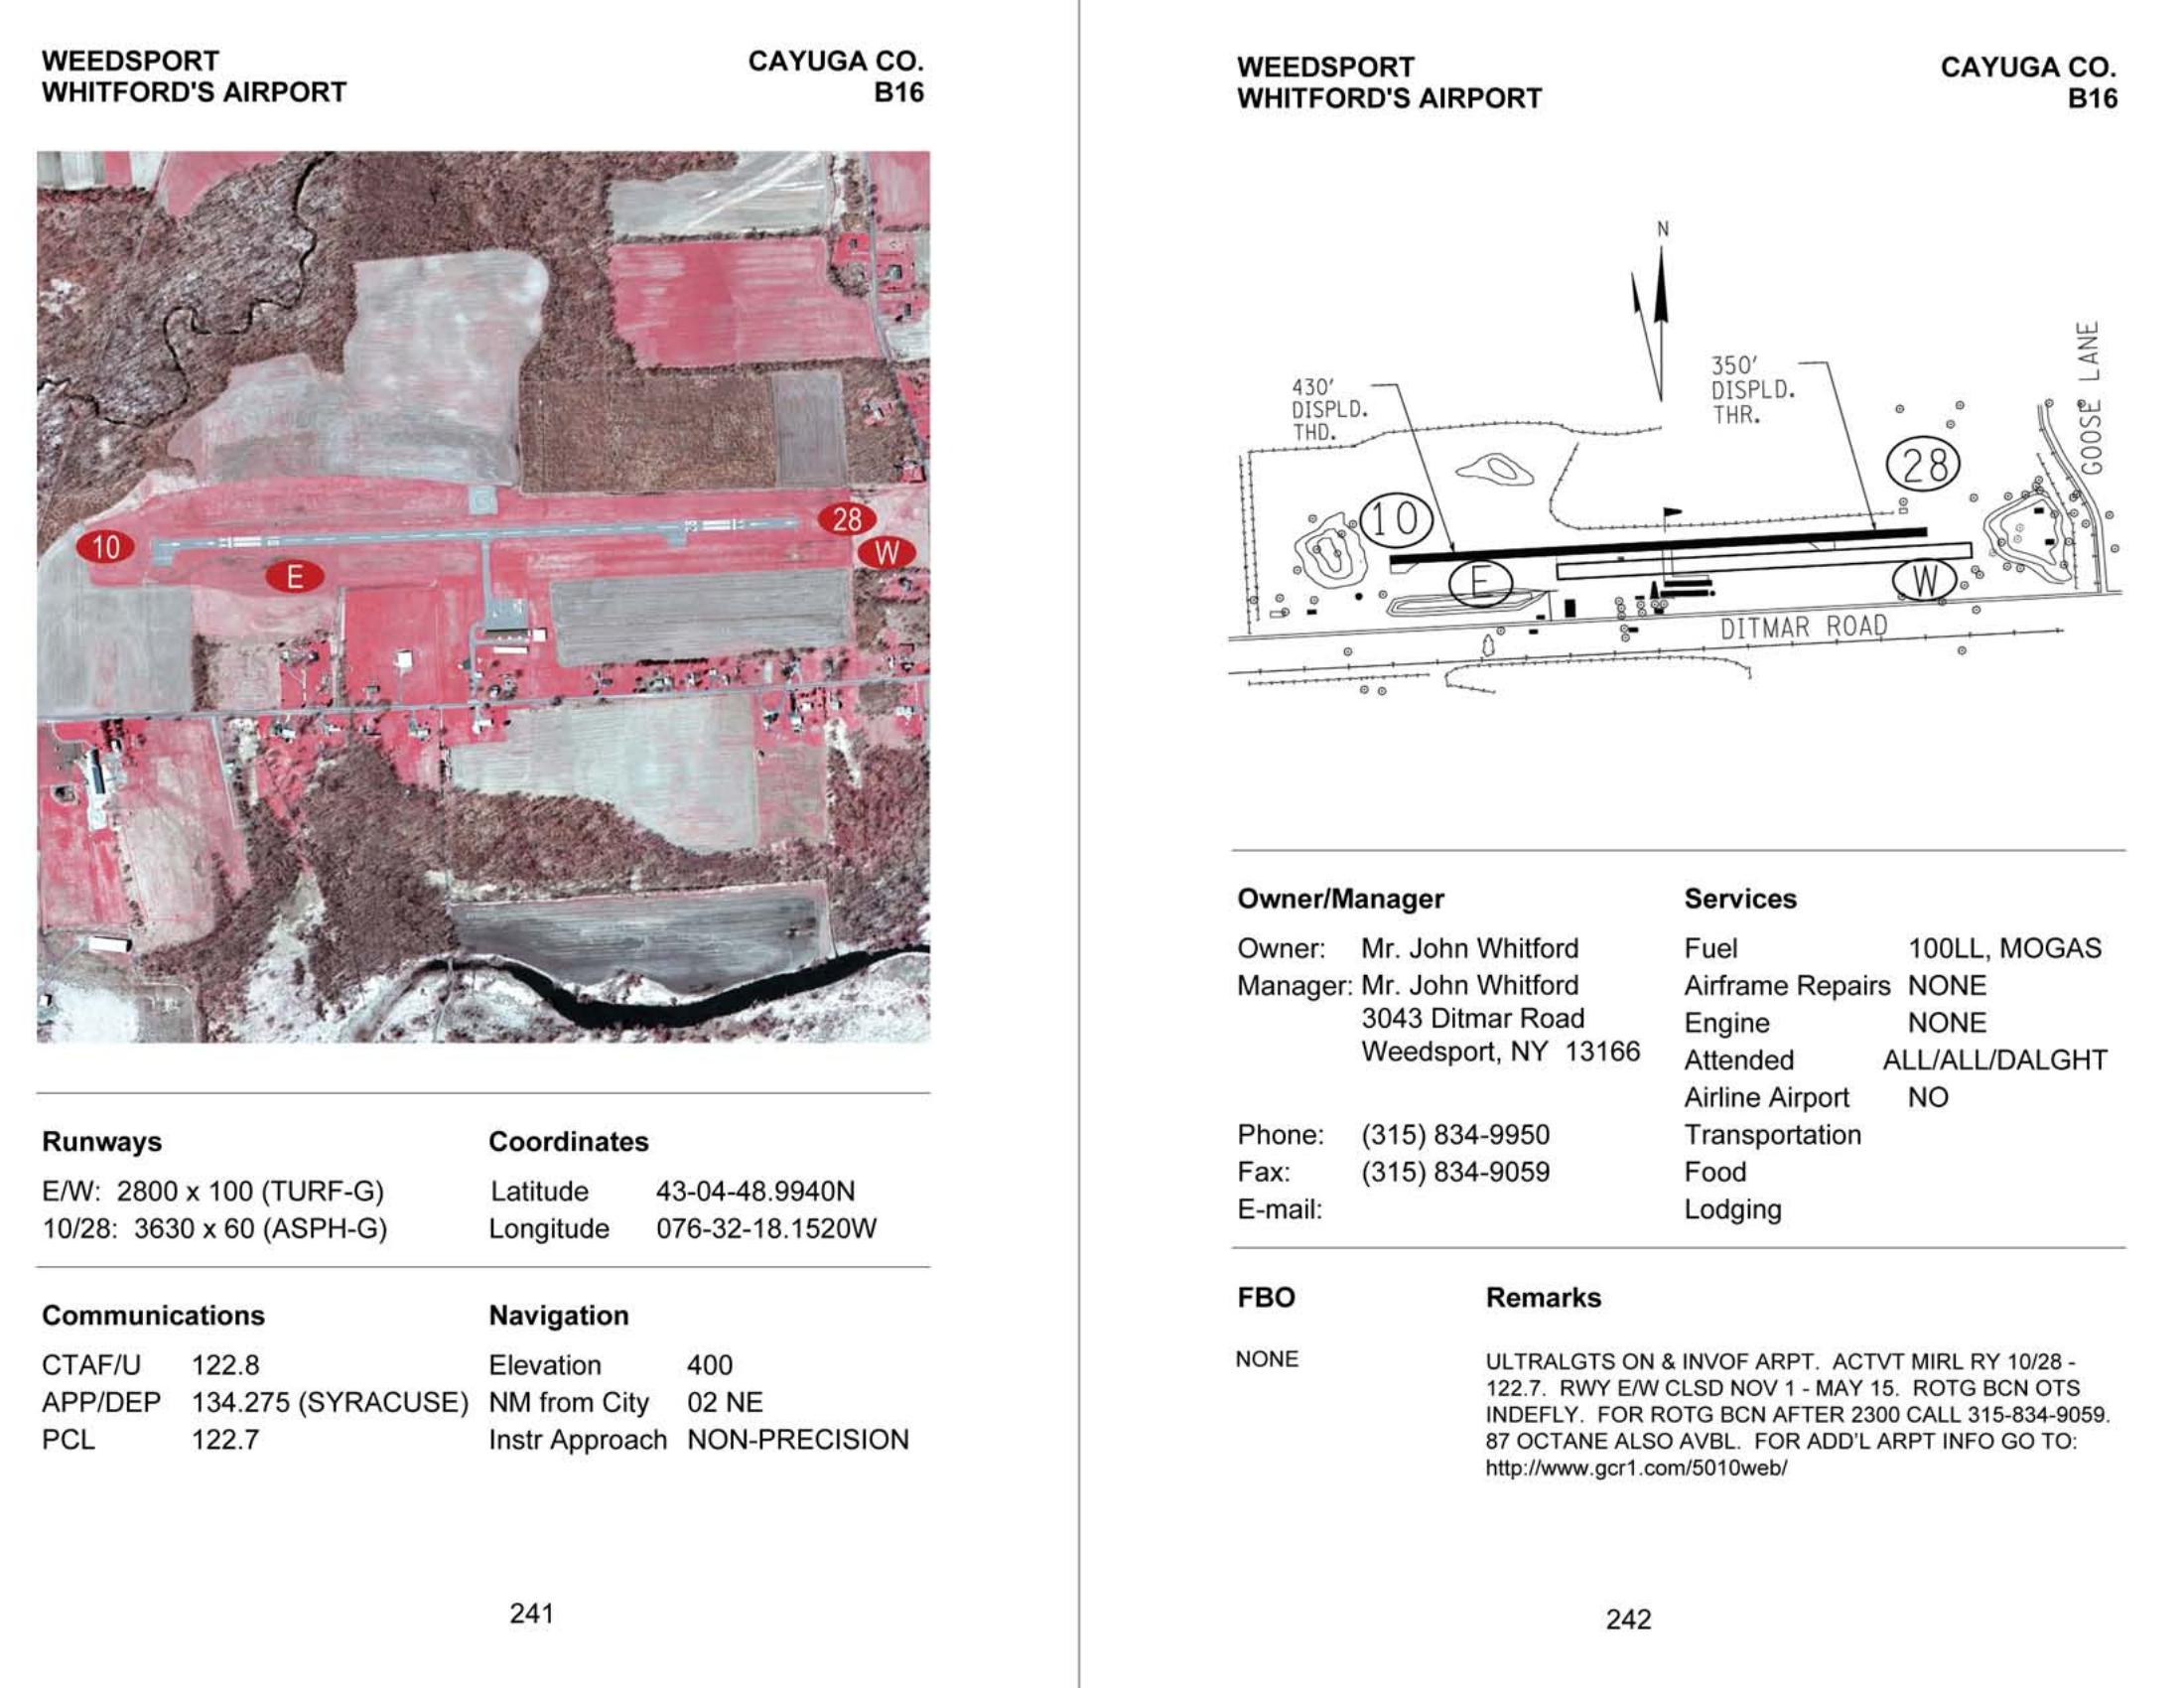 WEEDSPORT
WHITFORD'S AIRPORT
CAYUGA CO.
B16
10
E
28
W
Runways
E/W: 2800 x 100 (TURF-G)
10/28: 3630 x 60 (ASPH-G)
Coordinates
Latitude 43-04-48.9940N
Longitude 076-32-18.1520W
Communications
CTAF/U 122.8
APP/DEP 134.275 (SYRACUSE)
PCL 122.7
Navigation
Elevation 400
NM from City 02 NE
Instr Approach NON-PRECISION
241
WEEDSPORT
WHITFORD'S AIRPORT
CAYUGA CO.
B16
N
430'
DISPLD.
THD.
350'
DISPLD.
THR.
GOOSE LANE
28
10
E
W
DITMAR ROAD
Owner/Manager
Owner: Mr. John Whitford
Manager: Mr. John Whitford
3043 Ditmar Road
Weedsport, NY 13166
Phone: (315) 834-9950
Fax: (315) 834-9059
E-mail:
Services
Fuel 100LL, MOGAS
Airframe Repairs NONE
Engine NONE
Attended ALL/ALL/DALGHT
Airline Airport NO
Transportation
Food
Lodging
FBO
NONE
Remarks
ULTRALGTS ON & INVOF ARPT. ACTVT MIRL RY 10/28 -
122.7. RWY E/W CLSD NOV 1 - MAY 15. ROTG BCN OTS
INDEFLY. FOR ROTG BCN AFTER 2300 CALL 315-834-9059.
87 OCTANE ALSO AVBL. FOR ADD'L ARPT INFO GO TO:
http://www.gcr1.com/5010web/
242